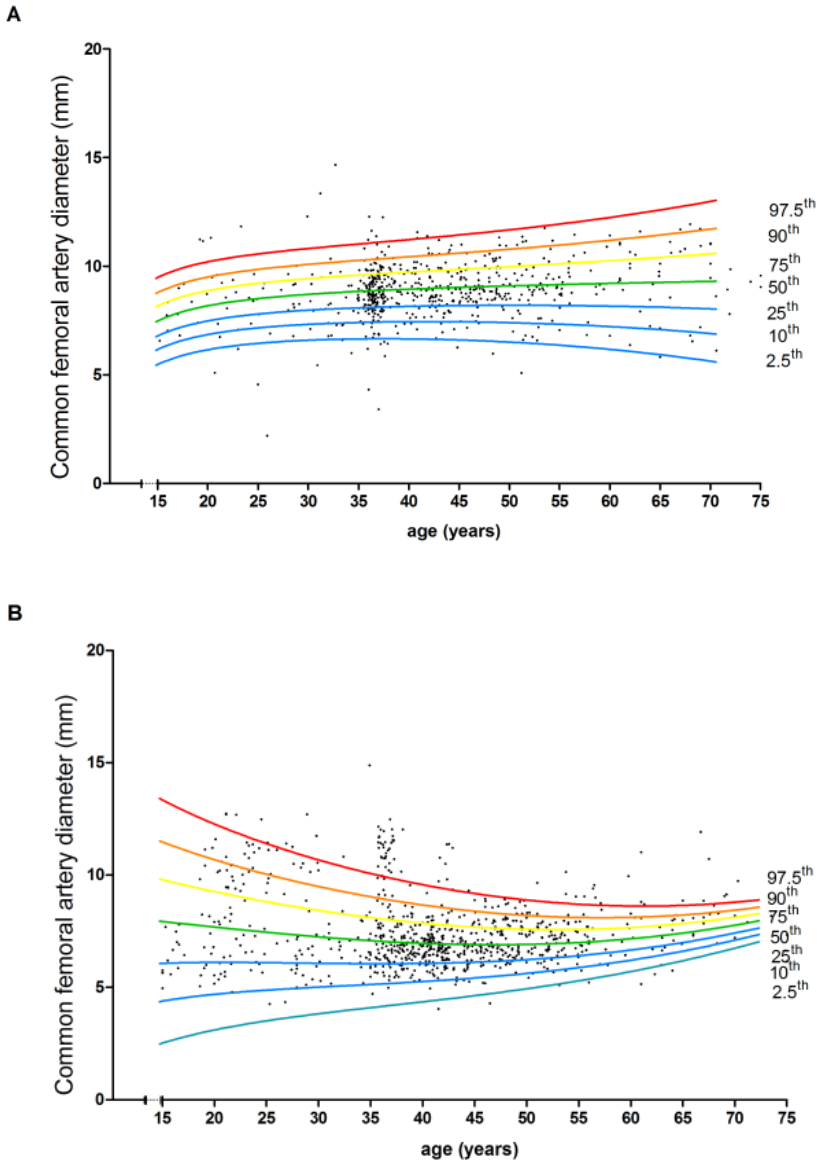 A
Common femoral artery diameter (mm)
20
15
10
5
0
97.5th
90th
75th
50th
25th
10th
2.5th
15 20 25 30 35 40 45 50 55 60 65 70 75
age (years)
B
Common femoral artery diameter (mm)
20
15
10
5
0
97.5th
90th
75th
50th
25th
10th
2.5th
15 20 25 30 35 40 45 50 55 60 65 70 75
age (years)